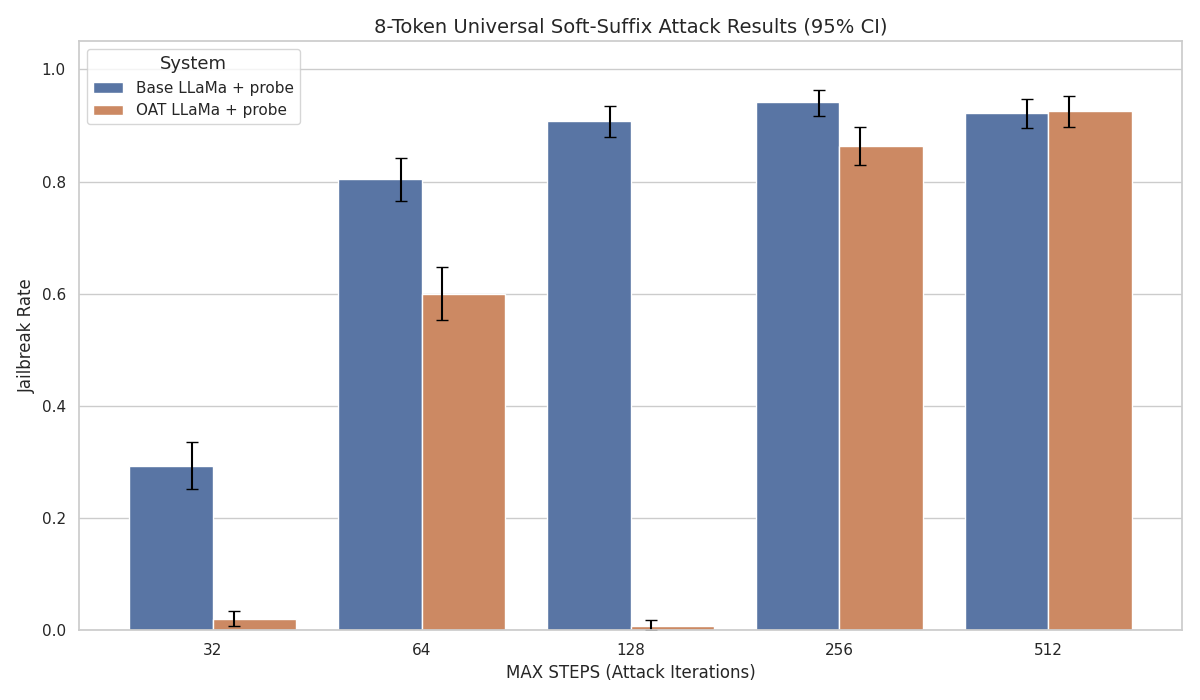 8-Token Universal Soft-Suffix Attack Results (95% CI)
System
Base LLaMa + probe
OAT LLaMa + probe
Jailbreak Rate
1.0
0.8
0.6
0.4
0.2
0.0
32 64 128 256 512
MAX STEPS (Attack Iterations)